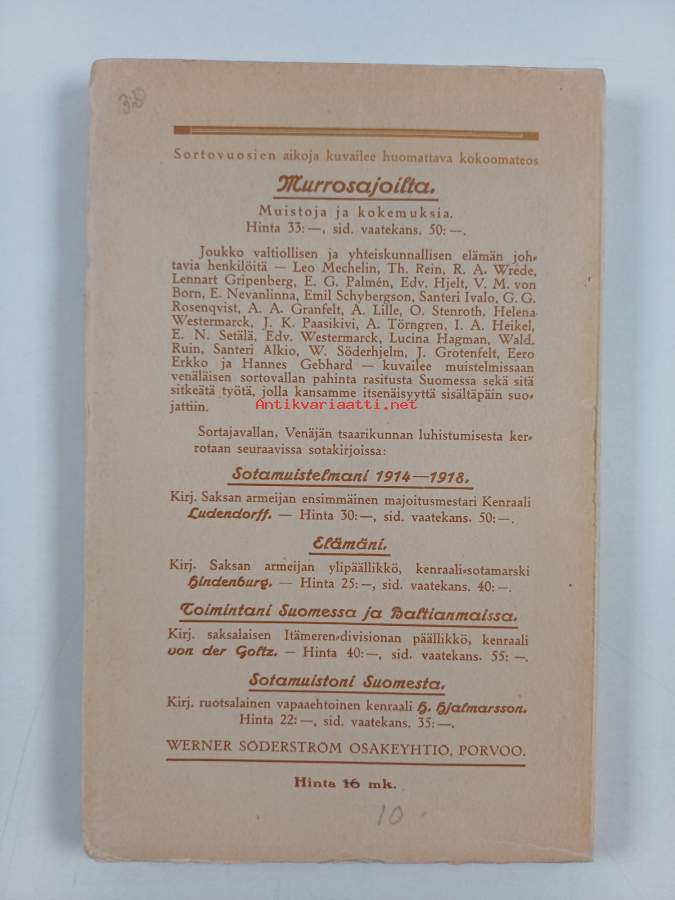 3:D
Sortovuosien aikoja kuvailee huomattava kokoomateos
Murrosajoilta.
Muistoja ja kokemuksia.
Hinta 33:—, sid. vaatekans. 50:—.
Joukko valtiollisen ja yhteiskunnallisen elämän joh-
tavia henkilöitä — Leo Mechelin, Th. Rein, R. A. Wrede,
Lennart Gripenberg, E. G. Palmén, Edv. Hjelt, V. M. von
Born, E. Nevanlinna, Emil Schybergson, Santeri Ivalo, G. G.
Rosenqvist, A. A. Granfelt, A. Lille, O. Stenroth, Helena
Westermarck, J. K. Paasikivi, A. Törngren, I. A. Heikel,
E. N. Setälä, Edv. Westermarck, Lucina Hagman, Wald.
Ruin, Santeri Alkio, W. Söderhjelm, J. Grotenfelt, Eero
Erkko ja Hannes Gebhard — kuvailee muistelmissaan
venäläisen sortovallan pahinta rasitusta Suomessa sekä sitä
sitkeätä työtä, jolla kansamme itsenäisyyttä sisältäpäin suo-
jattiin.
Antikvariaatti.net
Sortajavallan, Venäjän tsaarikunnan luhistumisesta ker-
rotaan seuraavissa sotakirjoissa:
Sotamuistelmani 1914—1918.
Kirj. Saksan armeijan ensimmäinen majoitusmestari Kenraali
Ludendorff. — Hinta 30:—, sid. vaatekans. 50:—.
Elämäni.
Kirj. Saksan armeijan ylipäällikkö, kenraali-sotamarski
Hindenburg. — Hinta 25:—, sid. vaatekans. 40:—.
Toimintani Suomessa ja Baltianmaissa.
Kirj. saksalaisen Itämeren-divisionan päällikkö, kenraali
von der Goltz. — Hinta 40:—, sid. vaatekans. 55:—.
Sotamuistoni Suomesta.
Kirj. ruotsalainen vapaaehtoinen kenraali H. Hjalmarsson.
Hinta 22:—, sid. vaatekans. 35:—.
WERNER SÖDERSTRÖM OSAKEYHTIÖ, PORVOO.
Hinta 16 mk.
10